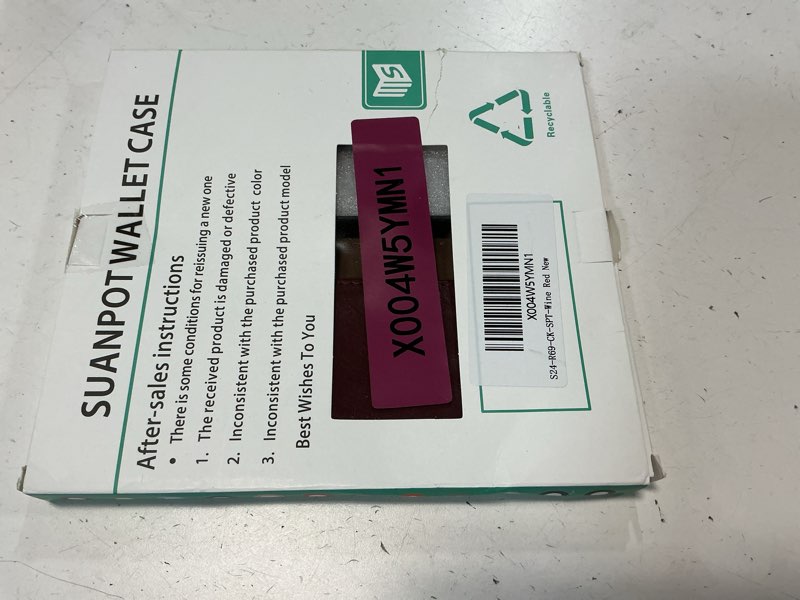 SUANPOT WALLET CASE
After-sales instructions
• There is some conditions for reissuing a new one
1. The received product is damaged or defective
2. Inconsistent with the purchased product color
3. Inconsistent with the purchased product model
Best Wishes To You
X004W5YMN1
Recyclable
X004W5YMN1
S24-R69-CK-SPT-Wine Red New